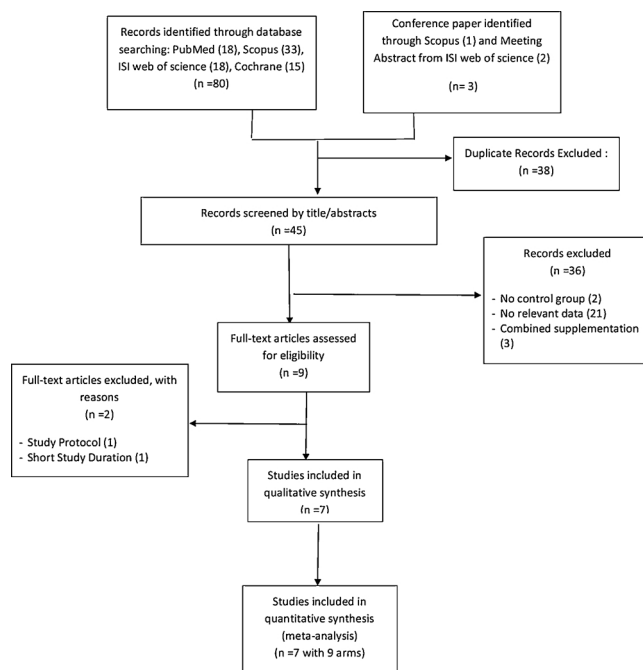 Records identified through database
searching: PubMed (18), Scopus (33),
ISI web of science (18), Cochrane (15)
(n =80)
Conference paper identified
through Scopus (1) and Meeting
Abstract from ISI web of science (2)
n= 3)
Duplicate Records Excluded :
(n =38)
Records screened by title/abstracts
(n =45)
Records excluded
(n =36)
- No control group (2)
- No relevant data (21)
- Combined supplementation
(3)
Full-text articles assessed
for eligibility
(n =9)
Full-text articles excluded, with
reasons
(n =2)
- Study Protocol (1)
- Short Study Duration (1)
Studies included in
qualitative synthesis
(n =7)
Studies included in
quantitative synthesis
(meta-analysis)
(n =7 with 9 arms)